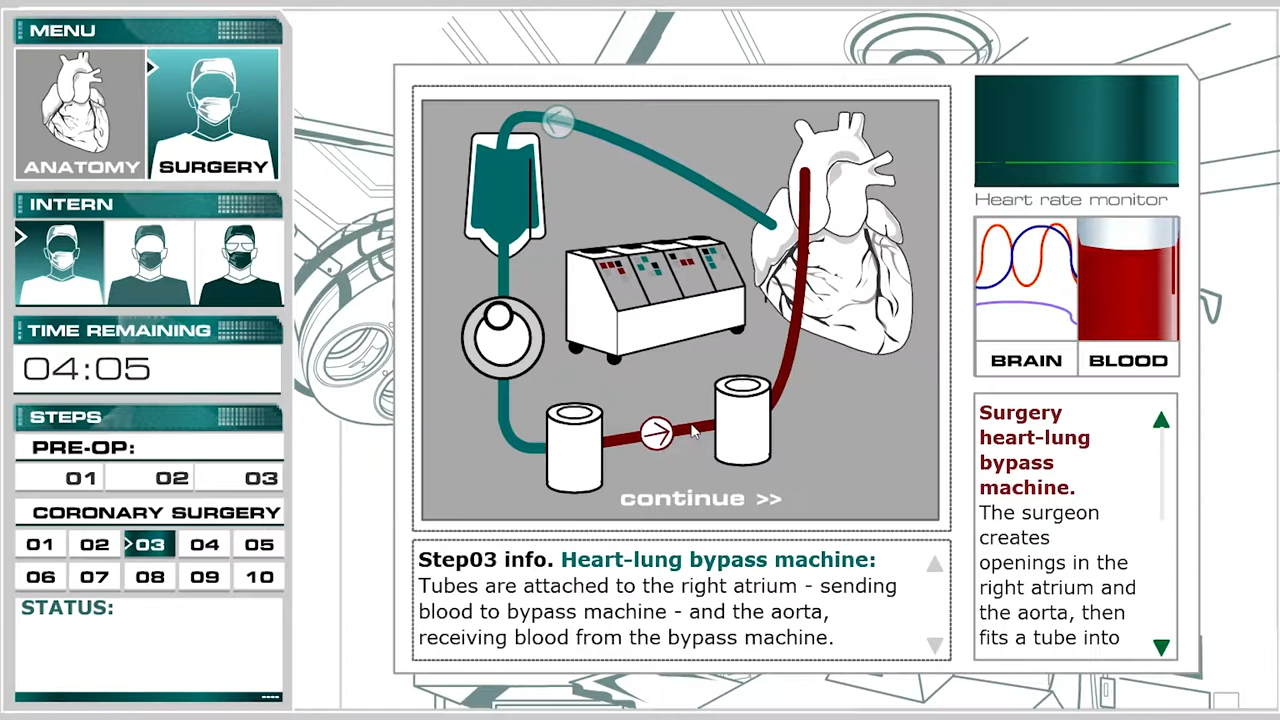 MENU
ANATOMY
SURGERY
INTERN
TIME REMAINING
04:05
STEPS
PRE-OP:
01 02 03
CORONARY SURGERY
01 02 03 04 05
06 07 08 09 10
STATUS:
continue >>
Step03 info. Heart-lung bypass machine:
Tubes are attached to the right atrium - sending
blood to bypass machine - and the aorta,
receiving blood from the bypass machine.
Heart rate monitor
BRAIN
BLOOD
Surgery
heart-lung
bypass
machine.
The surgeon
creates
openings in the
right atrium and
the aorta, then
fits a tube into